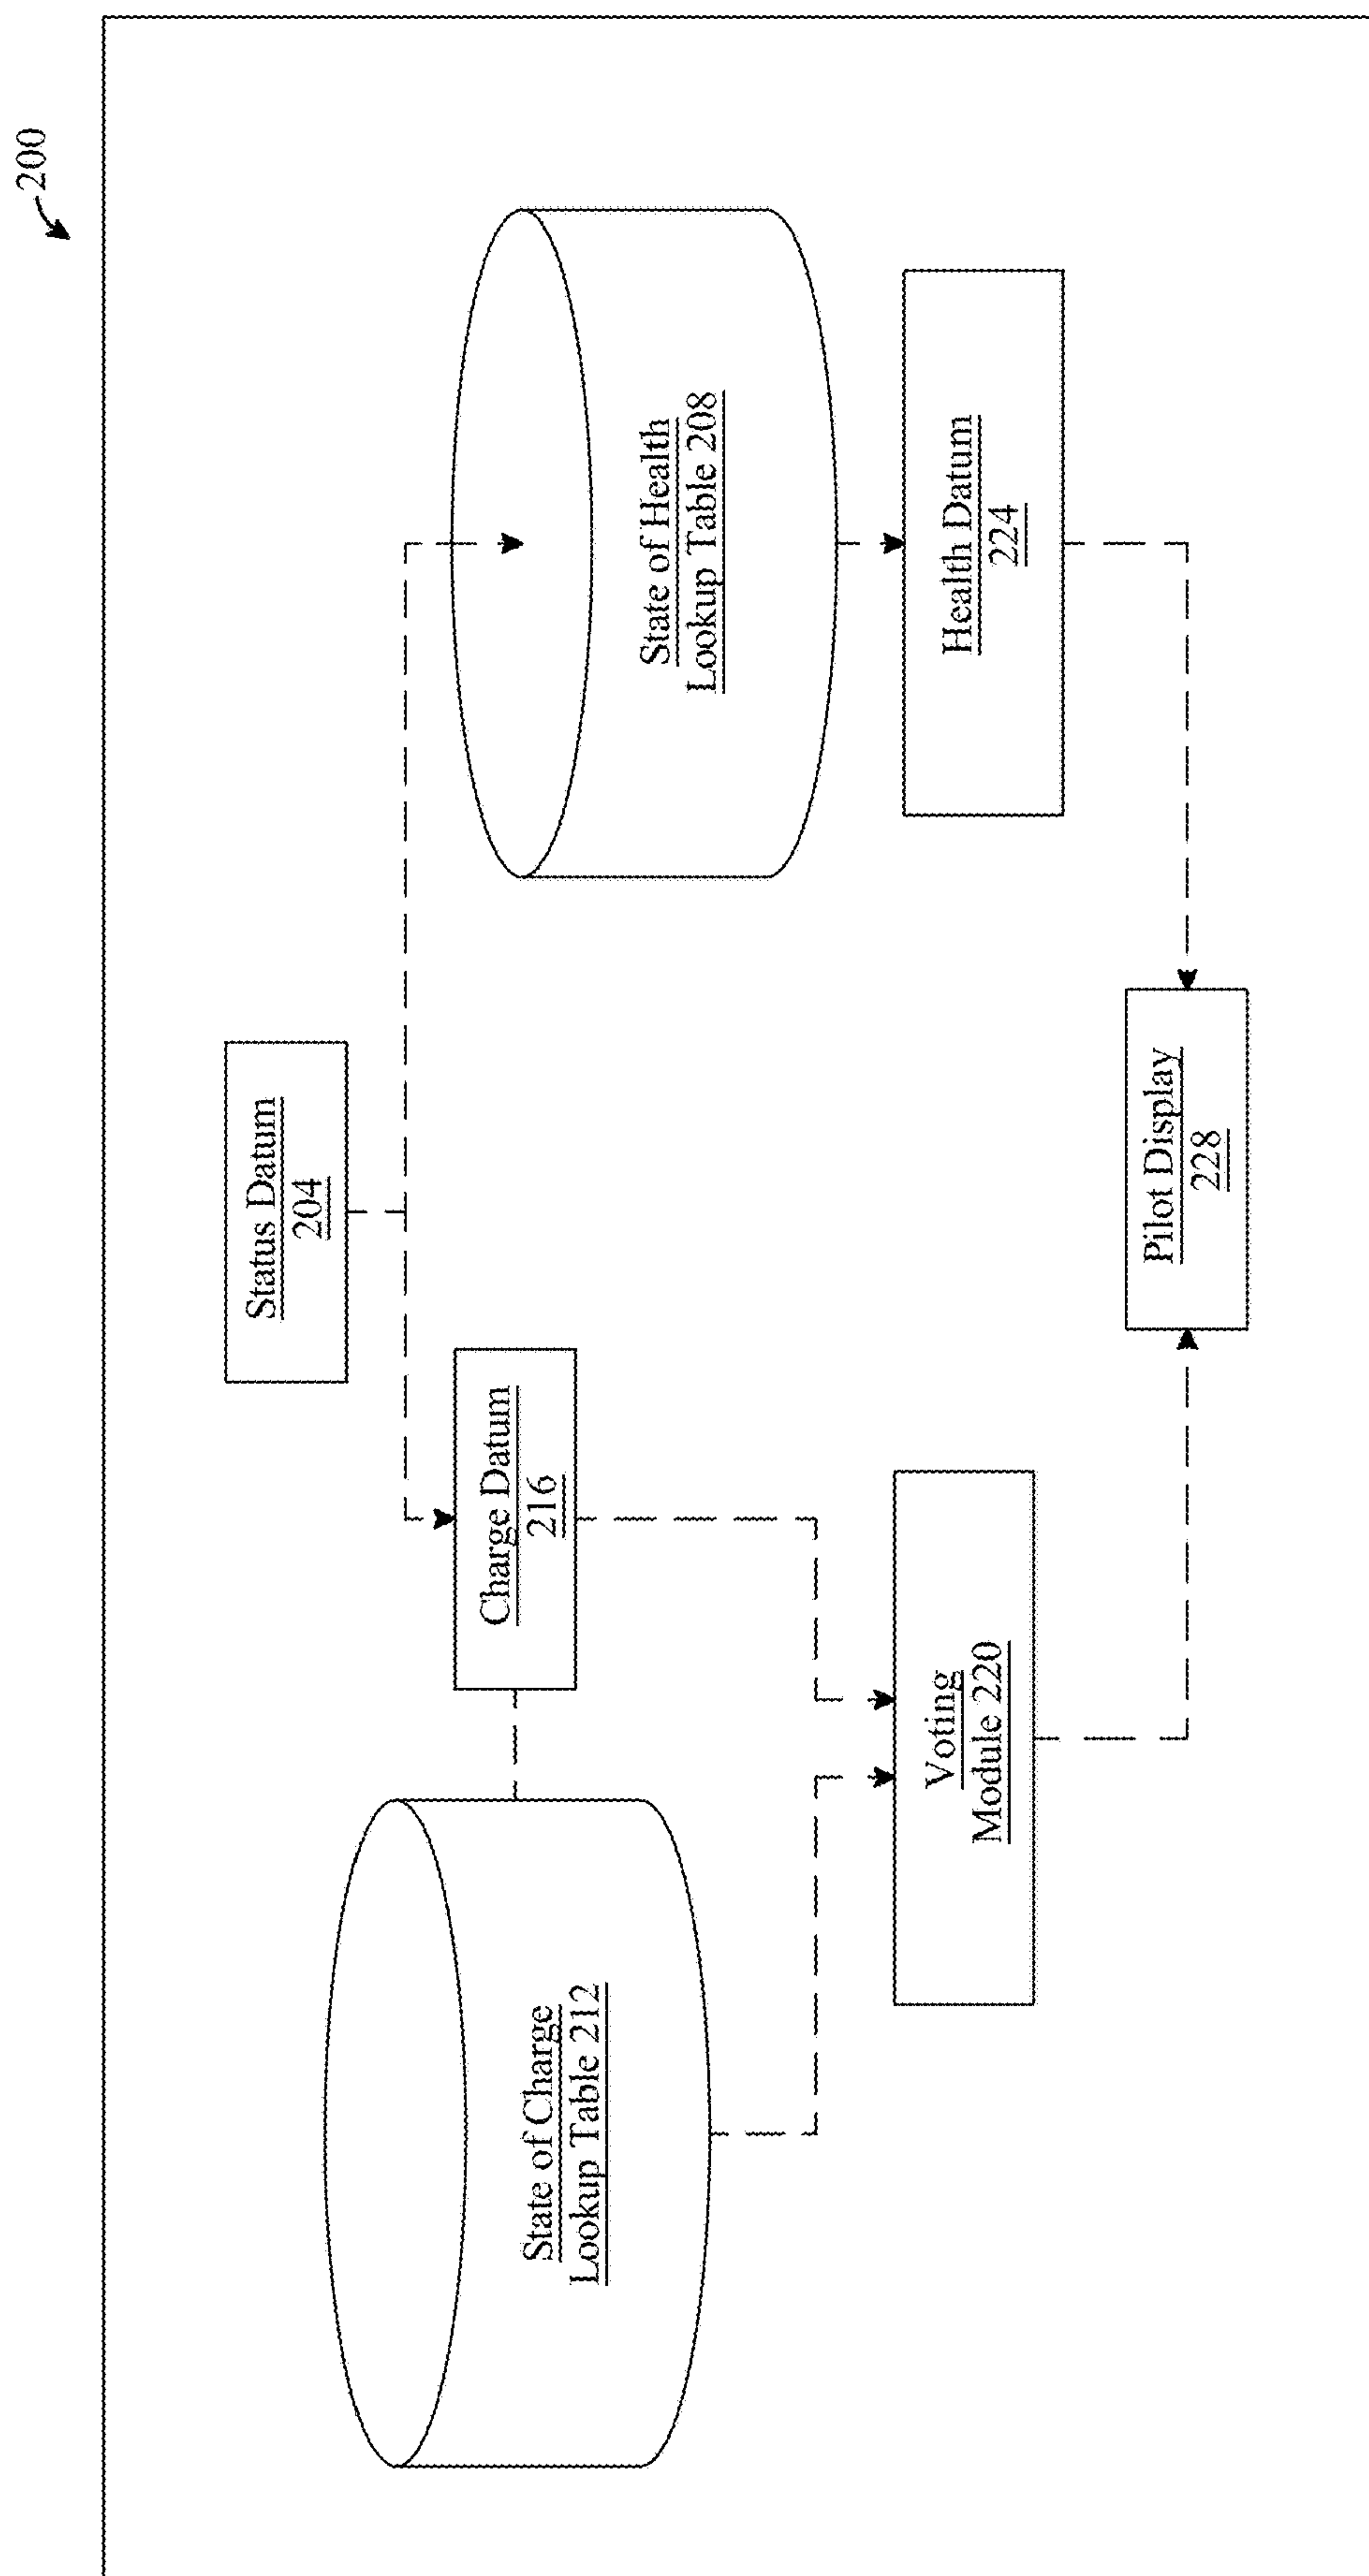 200
Status Datum
204
State of Charge
Lookup Table 212
Charge Datum
216
State of Health
Lookup Table 208
Voting
Module 220
Health Datum
224
Pilot Display
228